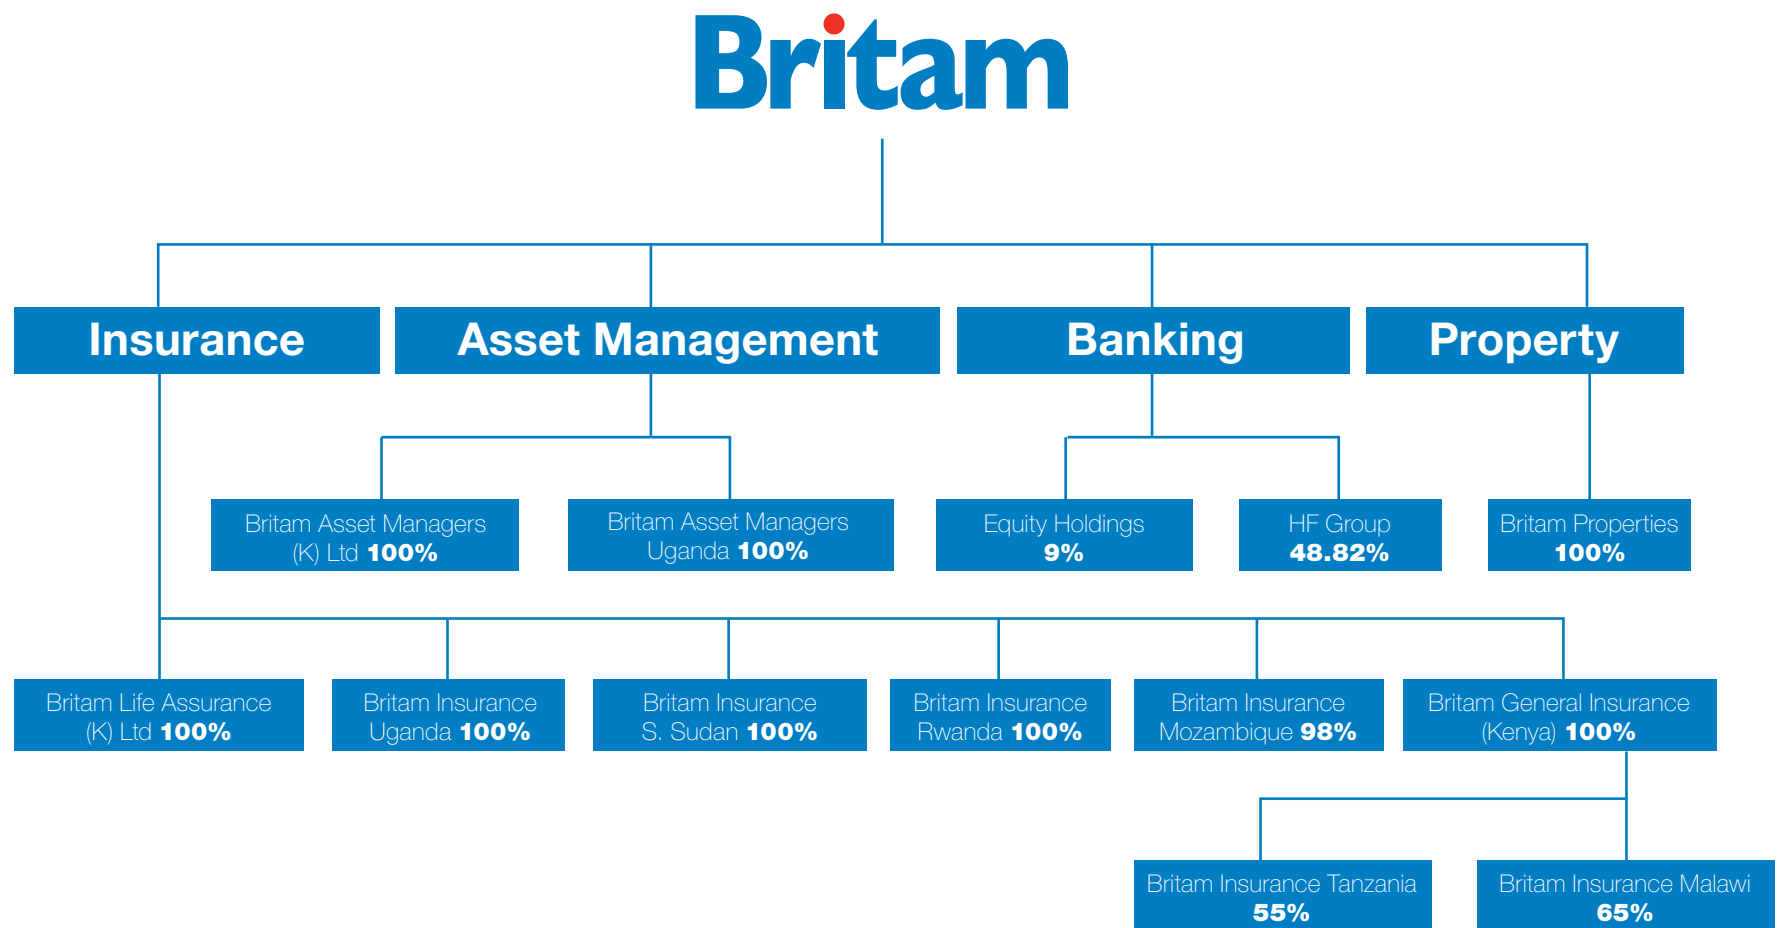 Britam
Insurance
Asset Management
Banking
Property
Britam Asset Managers
(K) Ltd 100%
Britam Asset Managers
Uganda 100%
Equity Holdings
9%
HF Group
48.82%
Britam Properties
100%
Britam Life Assurance
(K) Ltd 100%
Britam Insurance
Uganda 100%
Britam Insurance
S. Sudan 100%
Britam Insurance
Rwanda 100%
Britam Insurance
Mozambique 98%
Britam General Insurance
(Kenya) 100%
Britam Insurance Tanzania
55%
Britam Insurance Malawi
65%